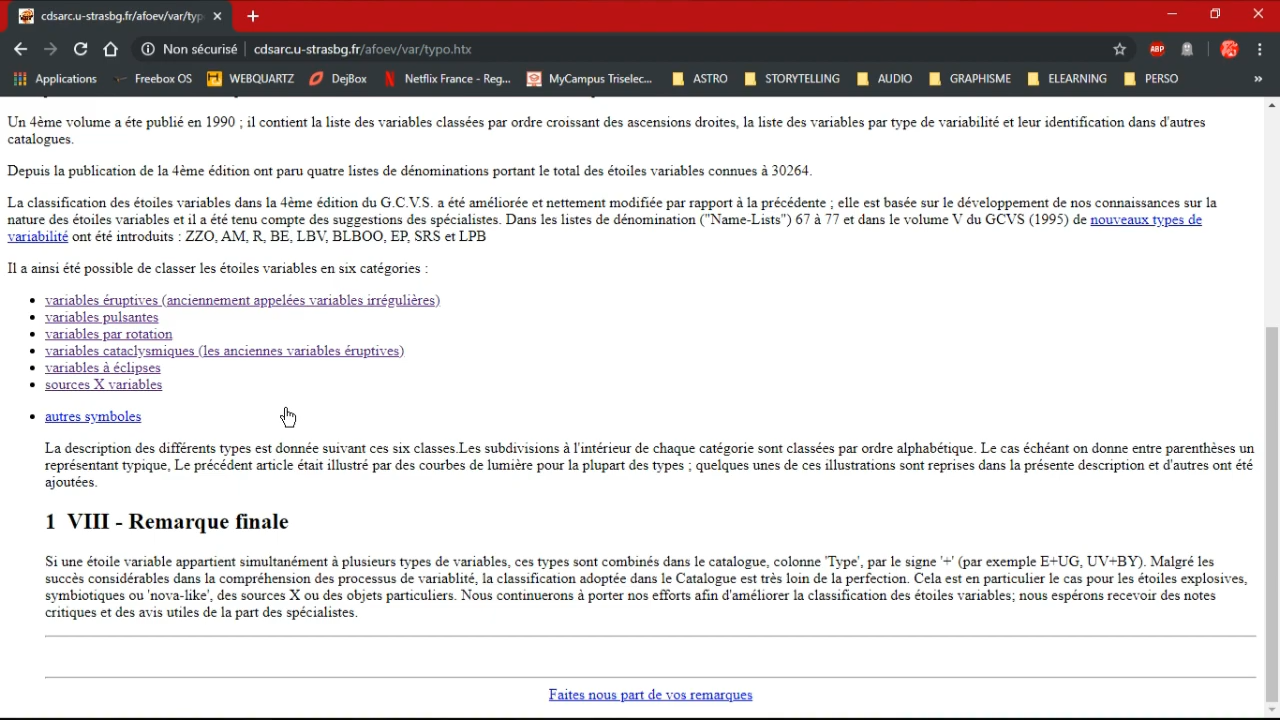 cdsarc.u-strasbg.fr/afoev/var/typ
Non sécurisé cdsarc.u-strasbg.fr/afoev/var/typo.htx ABP
Applications Freebox OS WEBQUARTZ DejBox Netflix France - Reg... MyCampus Triselec... ASTRO STORYTELLING AUDIO GRAPHISME ELEARNING PERSO »
Un 4ème volume a éte publié en 1990 ; il contient la liste des variables classées par ordre croissant des ascensions droites, la liste des variables par type de variabilité et leur identification dans d'autres
catalogues.
Depuis la publication de la 4ème édition ont paru quatre listes de dénominations portant le total des étoiles variables connues à 30264.
La classification des étoiles variables dans la 4ème édition du G.C.V.S. a été améliorée et nettement modifiée par rapport à la précédente ; elle est basée sur le développement de nos connaissances sur la
nature des étoiles variables et il a été tenu compte des suggestions des spécialistes. Dans les listes de dénomination ("Name-Lists") 67 à 77 et dans le volume V du GCVS (1995) de nouveaux types de
variabilité ont été introduits : ZZO, AM, R, BE, LBV, BLBOO, EP, SRS et LPB
Il a ainsi été possible de classer les étoiles variables en six catégories :
• variables éruptives (anciennement appelées variables irrégulières)
• variables pulsantes
• variables par rotation
• variables cataclysmiques (les anciennes variables éruptives)
• variables à éclipses
• sources X variables
• autres symboles
La description des différents types est donnée suivant ces six classes.Les subdivisions à l'intérieur de chaque catégorie sont classées par ordre alphabétique. Le cas échéant on donne entre parenthèses un
représentant typique, Le précédent article était illustré par des courbes de lumière pour la plupart des types ; quelques unes de ces illustrations sont reprises dans la présente description et d'autres ont été
ajoutées.
1 VIII - Remarque finale
Si une étoile variable appartient simultanément à plusieurs types de variables, ces types sont combinés dans le catalogue, colonne 'Type', par le signe '+' (par exemple E+UG, UV+BY). Malgré les
succès considérables dans la compréhension des processus de variablité, la classification adoptée dans le Catalogue est très loin de la perfection. Cela est en particulier le cas pour les étoiles explosives,
symbiotiques ou 'nova-like', des sources X ou des objets particuliers. Nous continuerons à porter nos efforts afin d'améliorer la classification des étoiles variables; nous espérons recevoir des notes
critiques et des avis utiles de la part des spécialistes.
Faites nous part de vos remarques